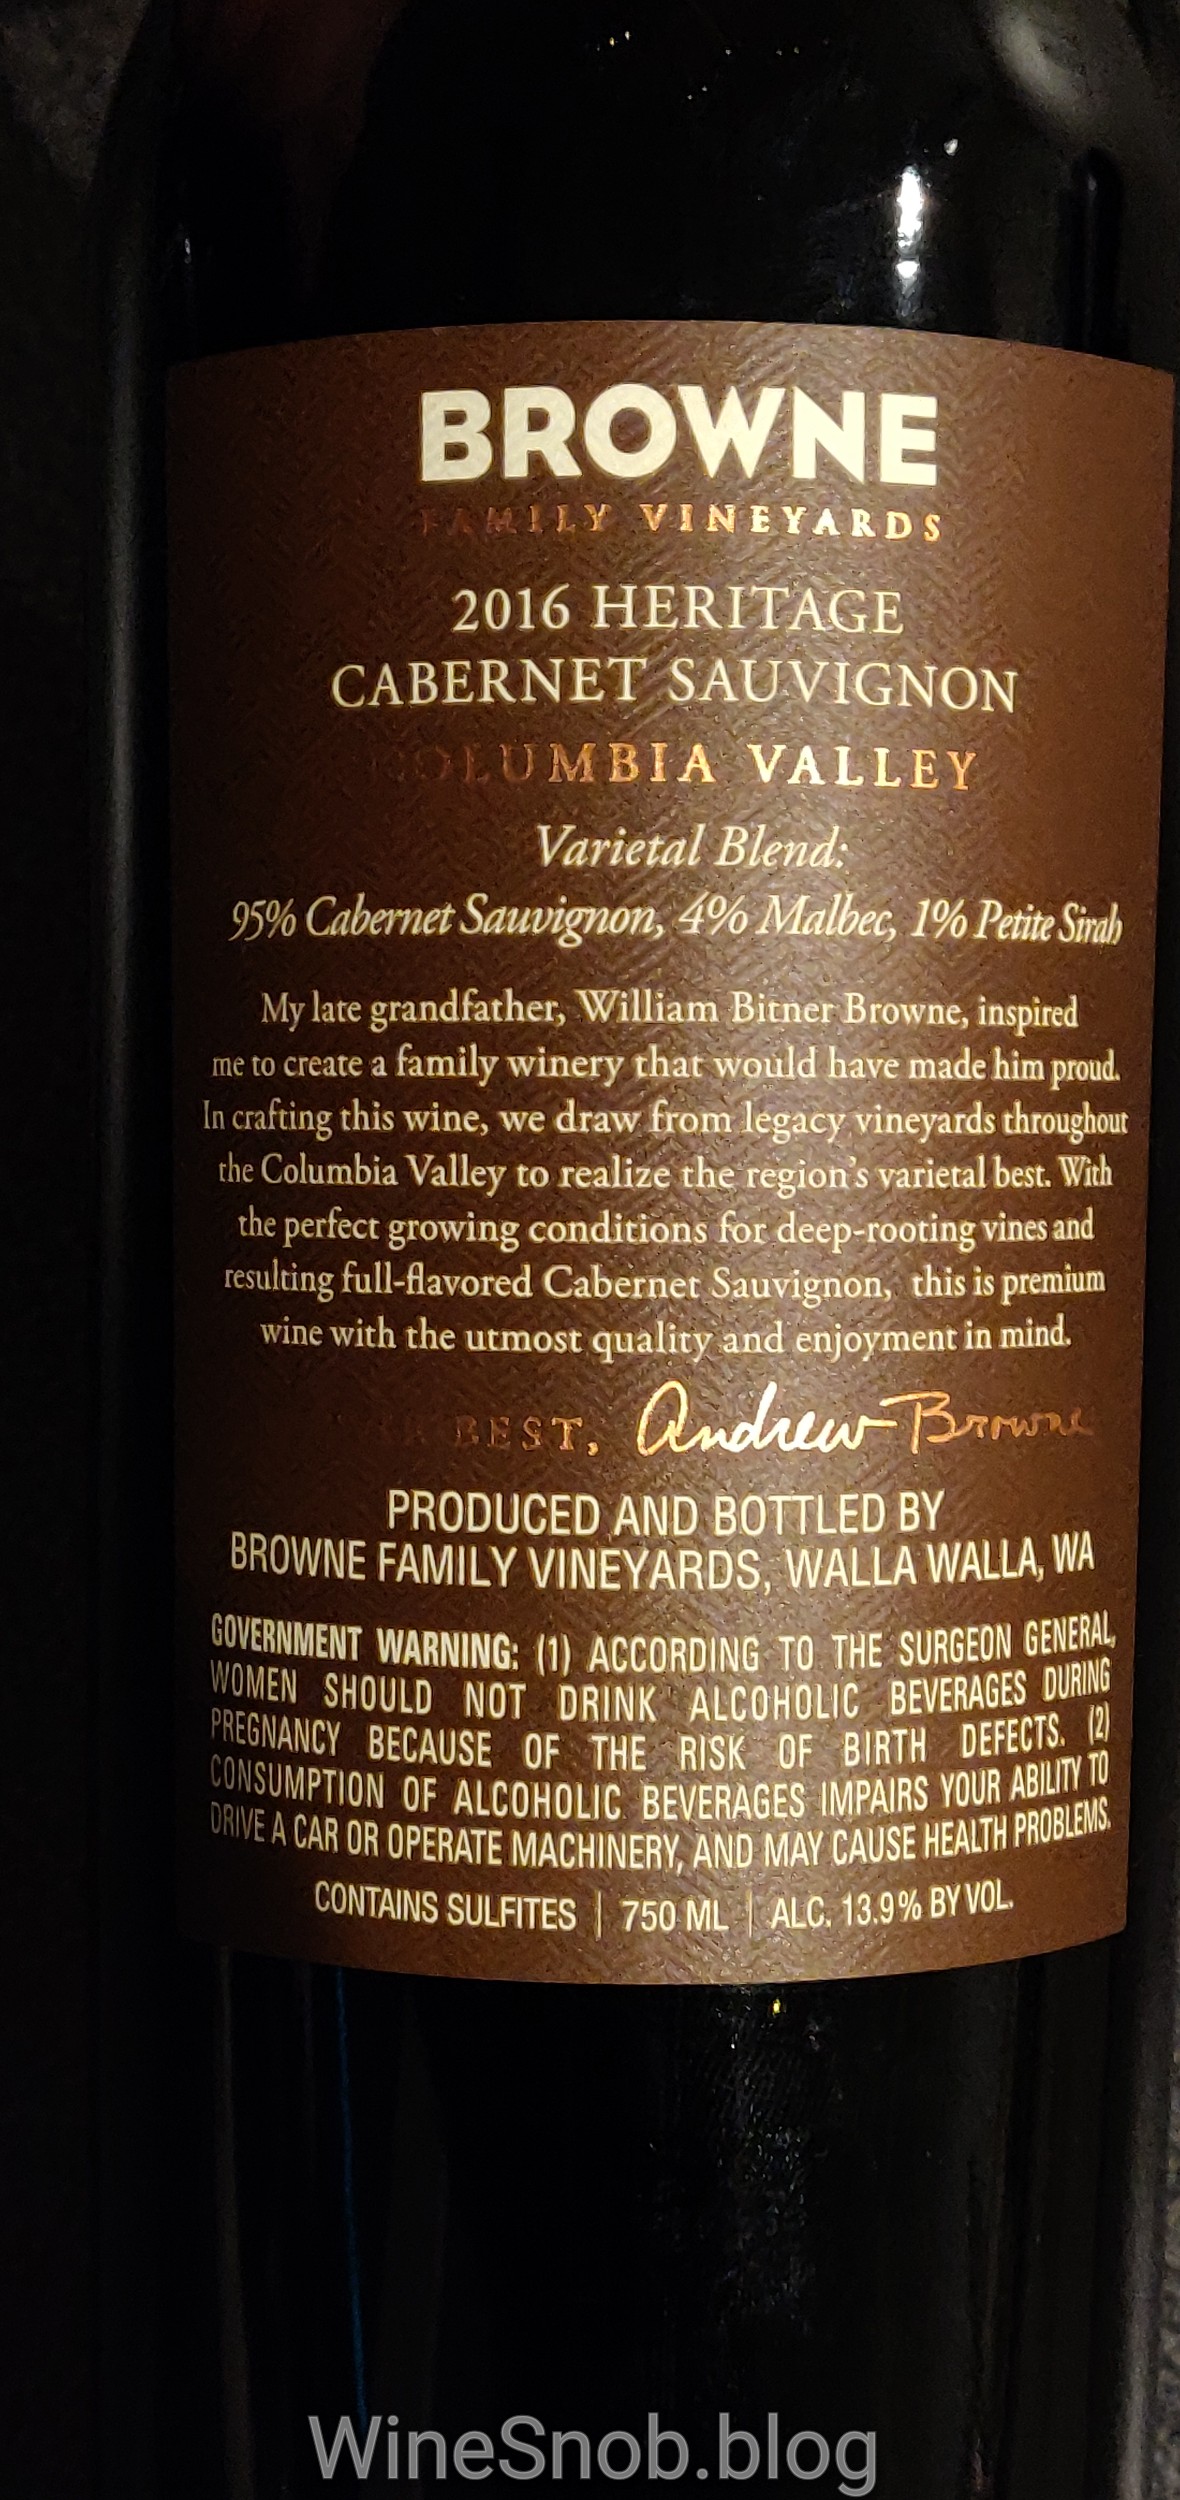 BROWNE
FAMILY VINEYARDS
2016 HERITAGE
CABERNET SAUVIGNON
COLUMBIA VALLEY
Varietal Blend:
95% Cabernet Sauvignon, 4% Malbec, 1% Petite Sirah
My late grandfather, William Bitner Browne, inspired
me to create a family winery that would have made him proud.
In crafting this wine, we draw from legacy vineyards throughout
the Columbia Valley to realize the region's varietal best. With
the perfect growing conditions for deep-rooting vines and
resulting full-flavored Cabernet Sauvignon, this is premium
wine with the utmost quality and enjoyment in mind.
BEST, Andrew Browne
PRODUCED AND BOTTLED BY
BROWNE FAMILY VINEYARDS, WALLA WALLA, WA
GOVERNMENT WARNING: (1) ACCORDING TO THE SURGEON GENERAL,
WOMEN SHOULD NOT DRINK ALCOHOLIC BEVERAGES DURING
PREGNANCY BECAUSE OF THE RISK OF BIRTH DEFECTS. (2)
CONSUMPTION OF ALCOHOLIC BEVERAGES IMPAIRS YOUR ABILITY TO
DRIVE A CAR OR OPERATE MACHINERY, AND MAY CAUSE HEALTH PROBLEMS.
CONTAINS SULFITES | 750 ML | ALC. 13.9% BY VOL.
WineSnob.blog